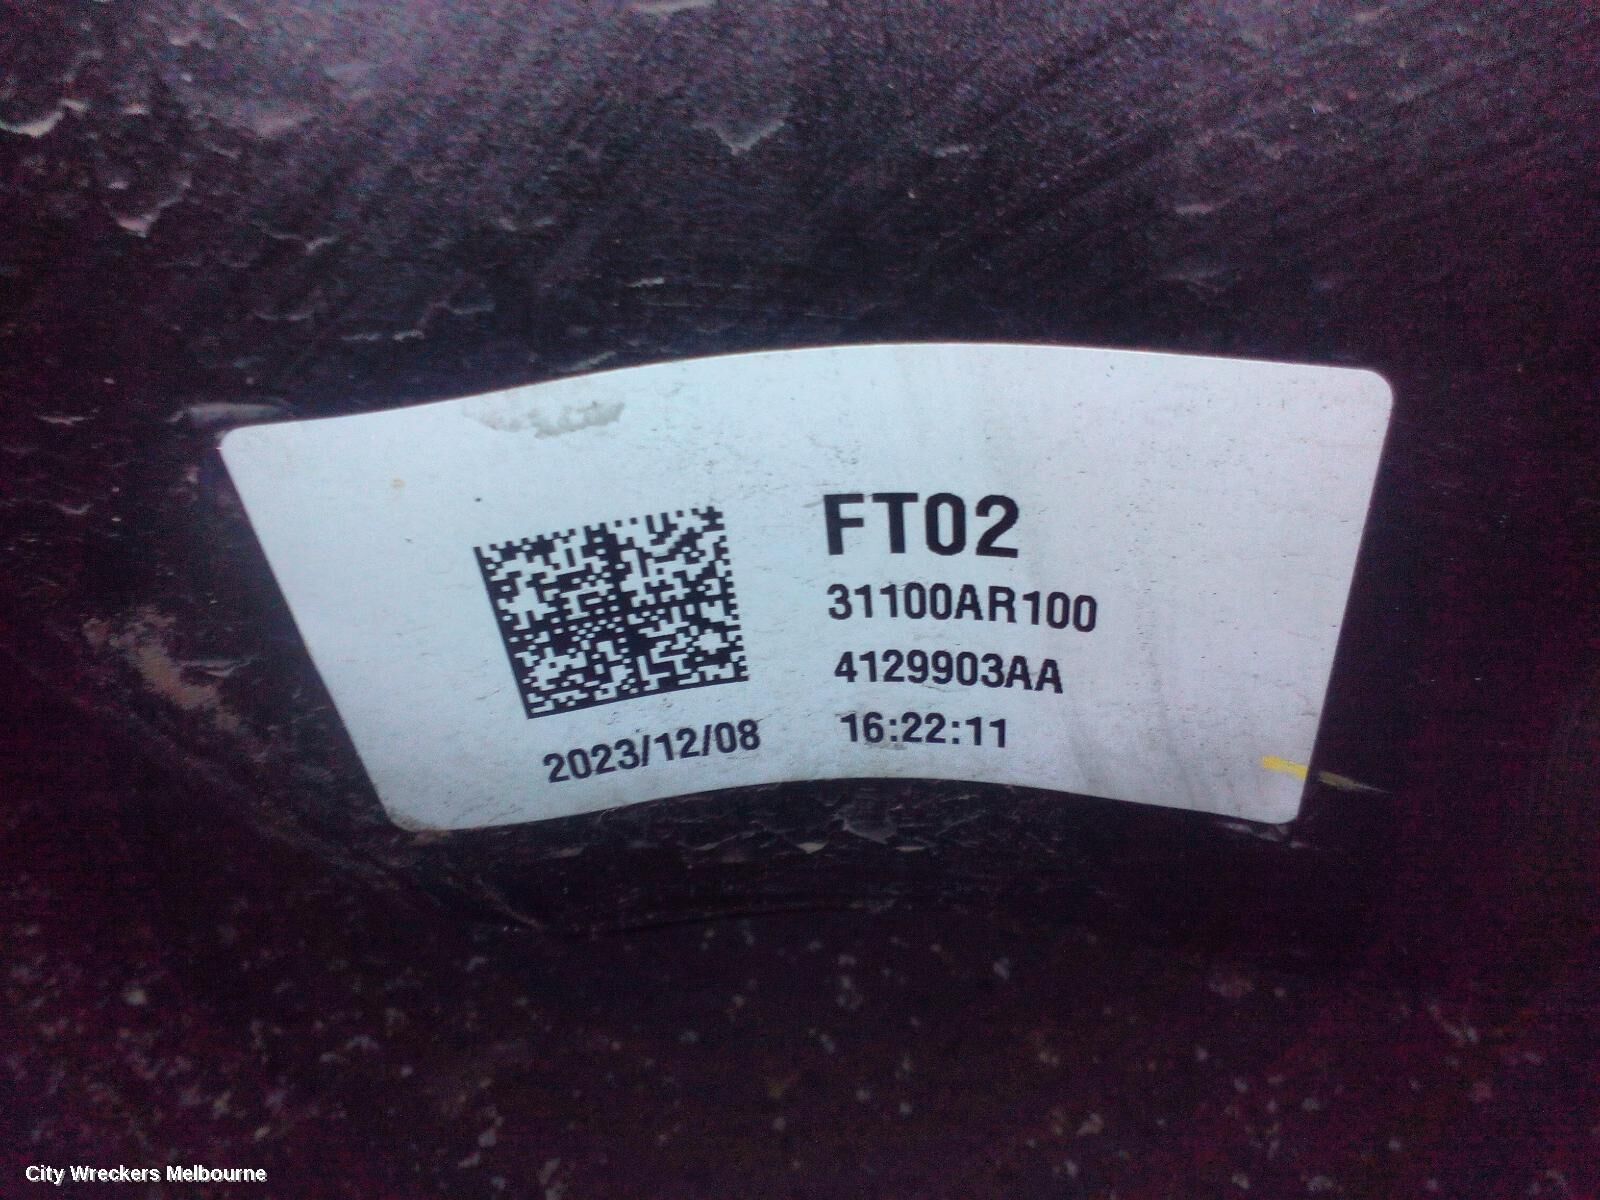 FT02
31100AR100
4129903AA
2023/12/08
16:22:11
City Wreckers Melbourne